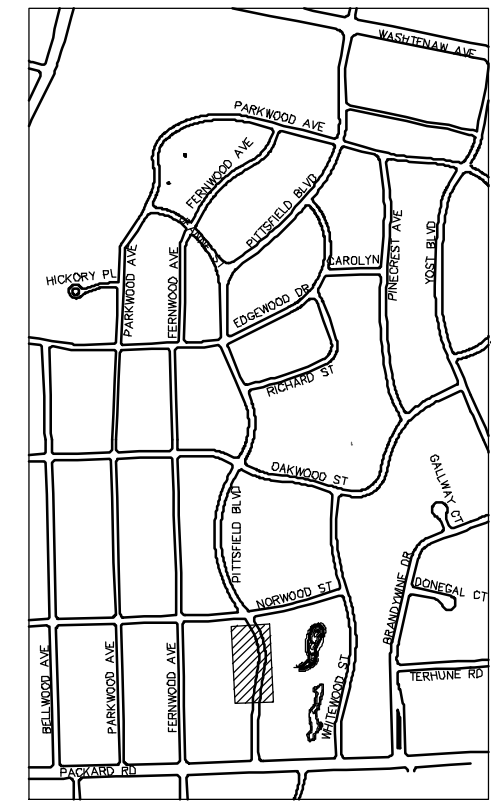 WASHTENAW AVE
PARKWOOD AVE
FERNWOOD AVE
PITTSFIELD BLVD
CAROLYN
PINECREST AVE
YOST BLVD
HICKORY PL
PARKWOOD AVE
FERNWOOD AVE
EDGEWOOD DR
RICHARD ST
OAKWOOD ST
GALLWAY CT
PITTSFIELD BLVD
NORWOOD ST
BRANDYWINE DR
DONEGAL CT
TERHUNE RD
BELLWOOD AVE
PARKWOOD AVE
FERNWOOD AVE
WHITEWOOD ST
PACKARD RD